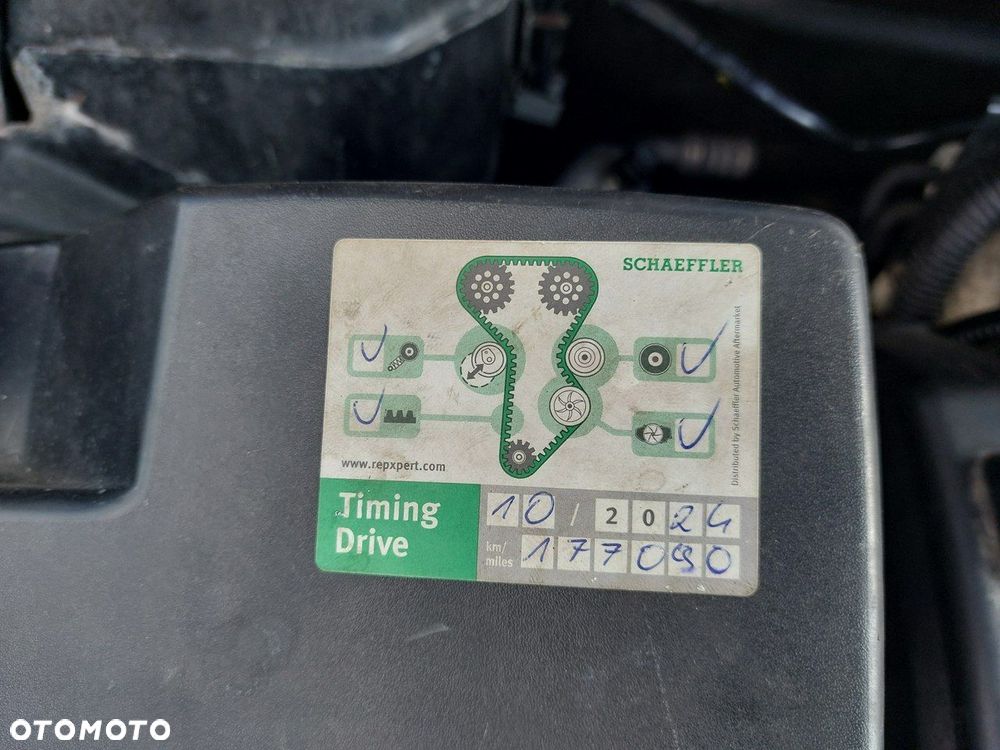 SCHAEFFLER
Distributed by Schaeffler Automotive Aftermarket
www.repxpert.com
Timing
Drive
10 / 2024
km/
miles
177090
OTOMOTO